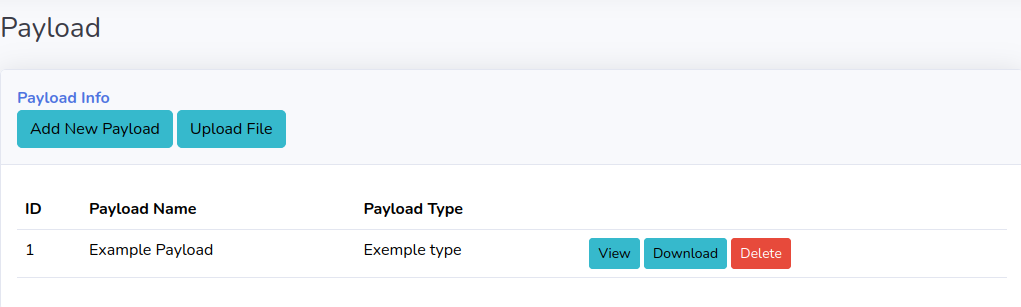 Payload
Payload Info
Add New Payload Upload File
ID Payload Name Payload Type
1 Example Payload Exemple type View Download Delete